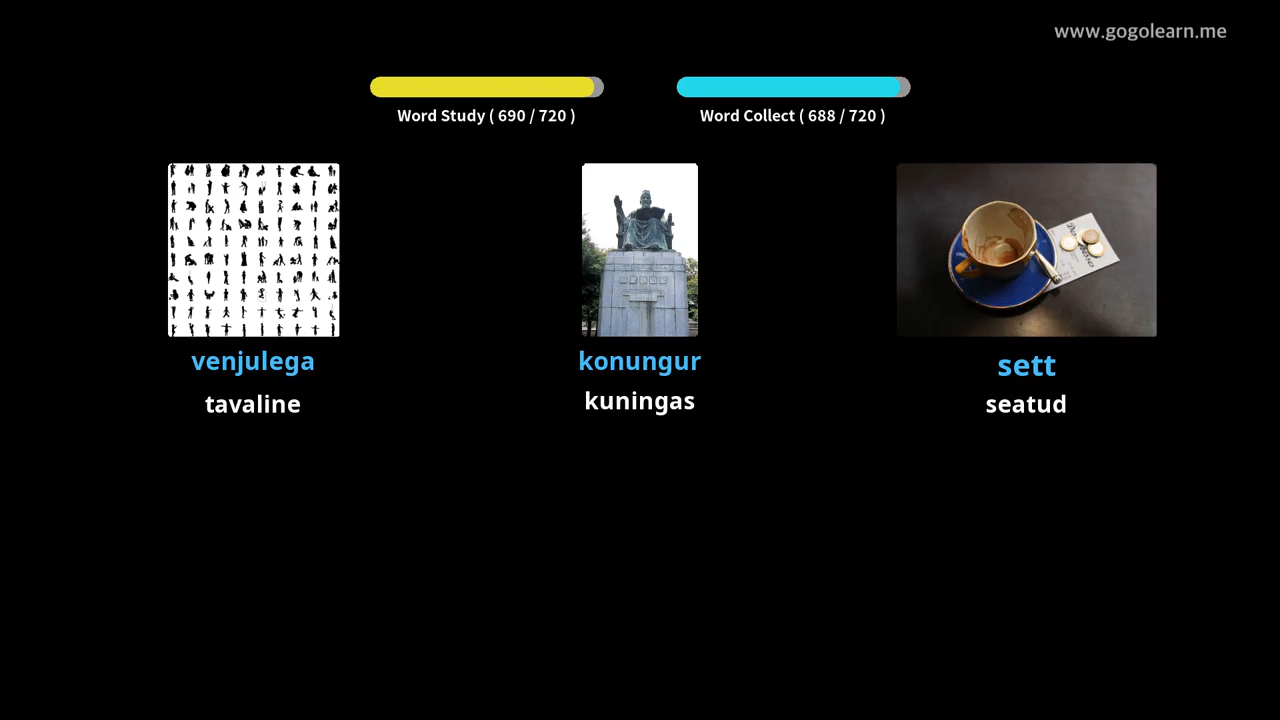 www.gogolearn.me
Word Study ( 690 / 720 )
Word Collect ( 688 / 720 )
venjulega
konungur
sett
tavaline
kuningas
seatud